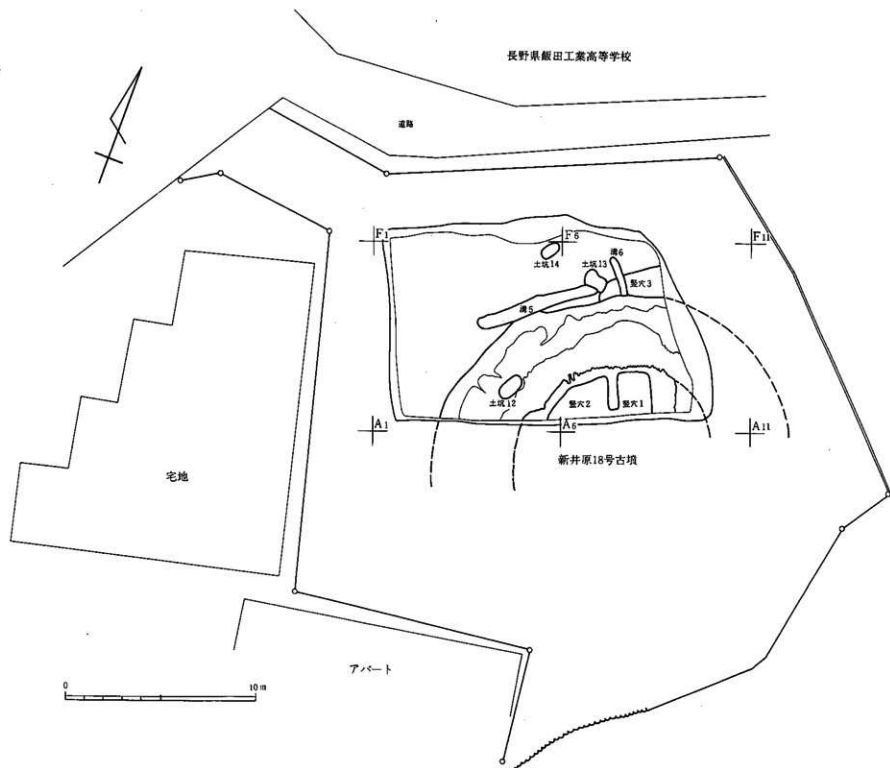 長野県飯田工業高等学校
道路
F1
F6
F11
土坑14
土坑13
溝6
竪穴3
溝5
土坑12
竪穴2
竪穴1
A1
A6
A11
新井原18号古墳
宅地
アパート
0
10m